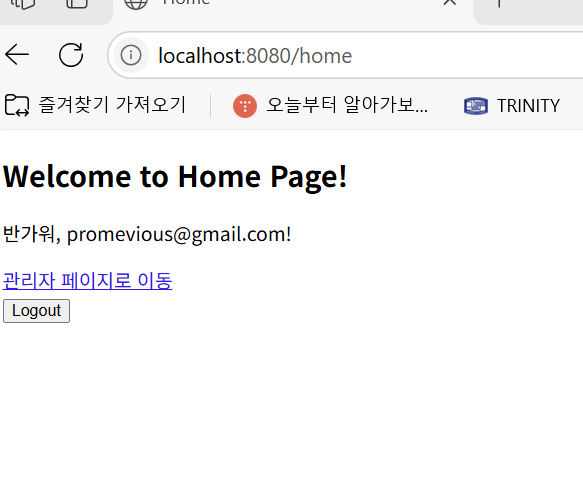 Home
localhost:8080/home
즐겨찾기 가져오기 오늘부터 알아가보... TRINITY
Welcome to Home Page!
반가워, promevious@gmail.com!
관리자 페이지로 이동
Logout